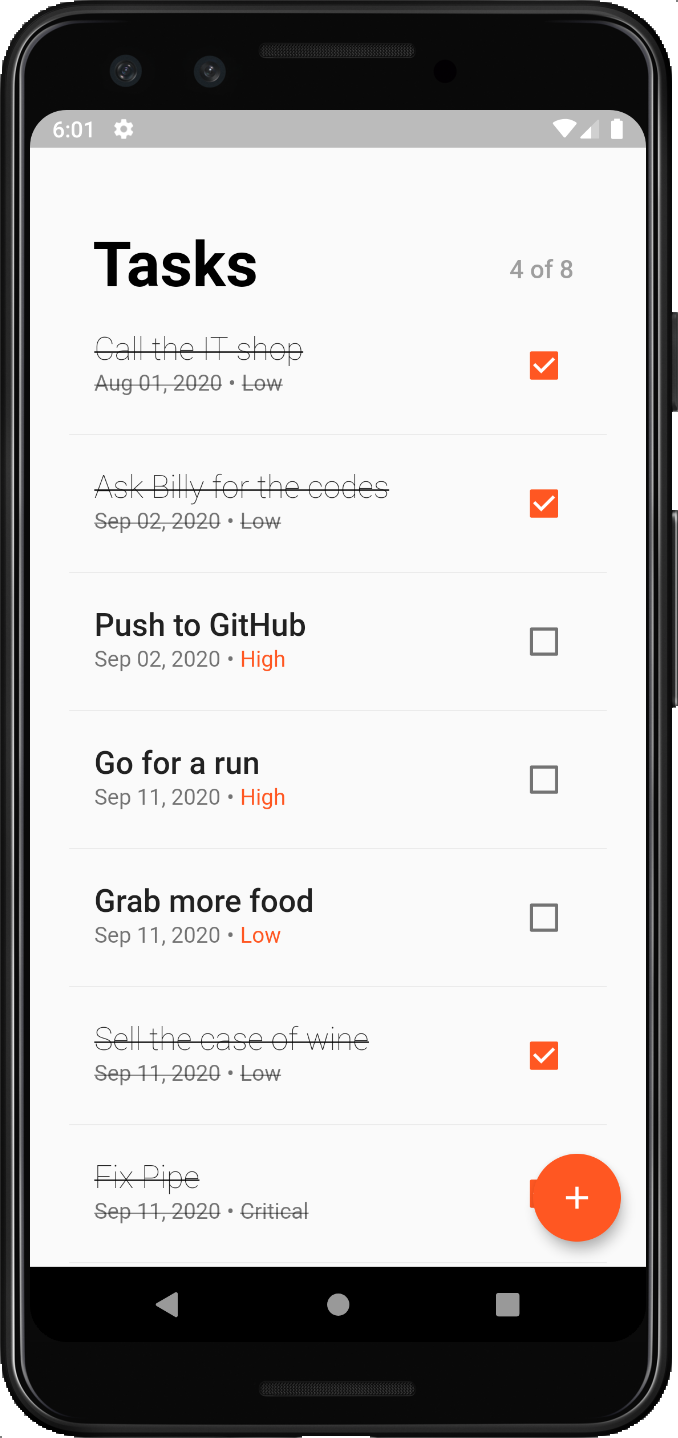 6:01
Tasks
4 of 8
Call the IT shop
Aug 01, 2020 • Low
Ask Billy for the codes
Sep 02, 2020 • Low
Push to GitHub
Sep 02, 2020 • High
Go for a run
Sep 11, 2020 • High
Grab more food
Sep 11, 2020 • Low
Sell the case of wine
Sep 11, 2020 • Low
Fix Pipe
Sep 11, 2020 • Critical